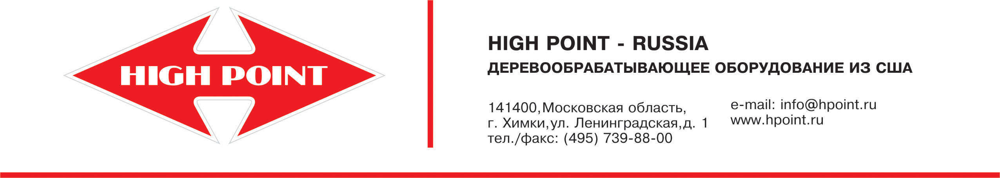 HIGH POINT
HIGH POINT - RUSSIA
ДЕРЕВООБРАБАТЫВАЮЩЕЕ ОБОРУДОВАНИЕ ИЗ США
141400,Московская область,
г. Химки,ул. Ленинградская,д. 1
тел./факс: (495) 739-88-00
e-mail: info@hpoint.ru
www.hpoint.ru